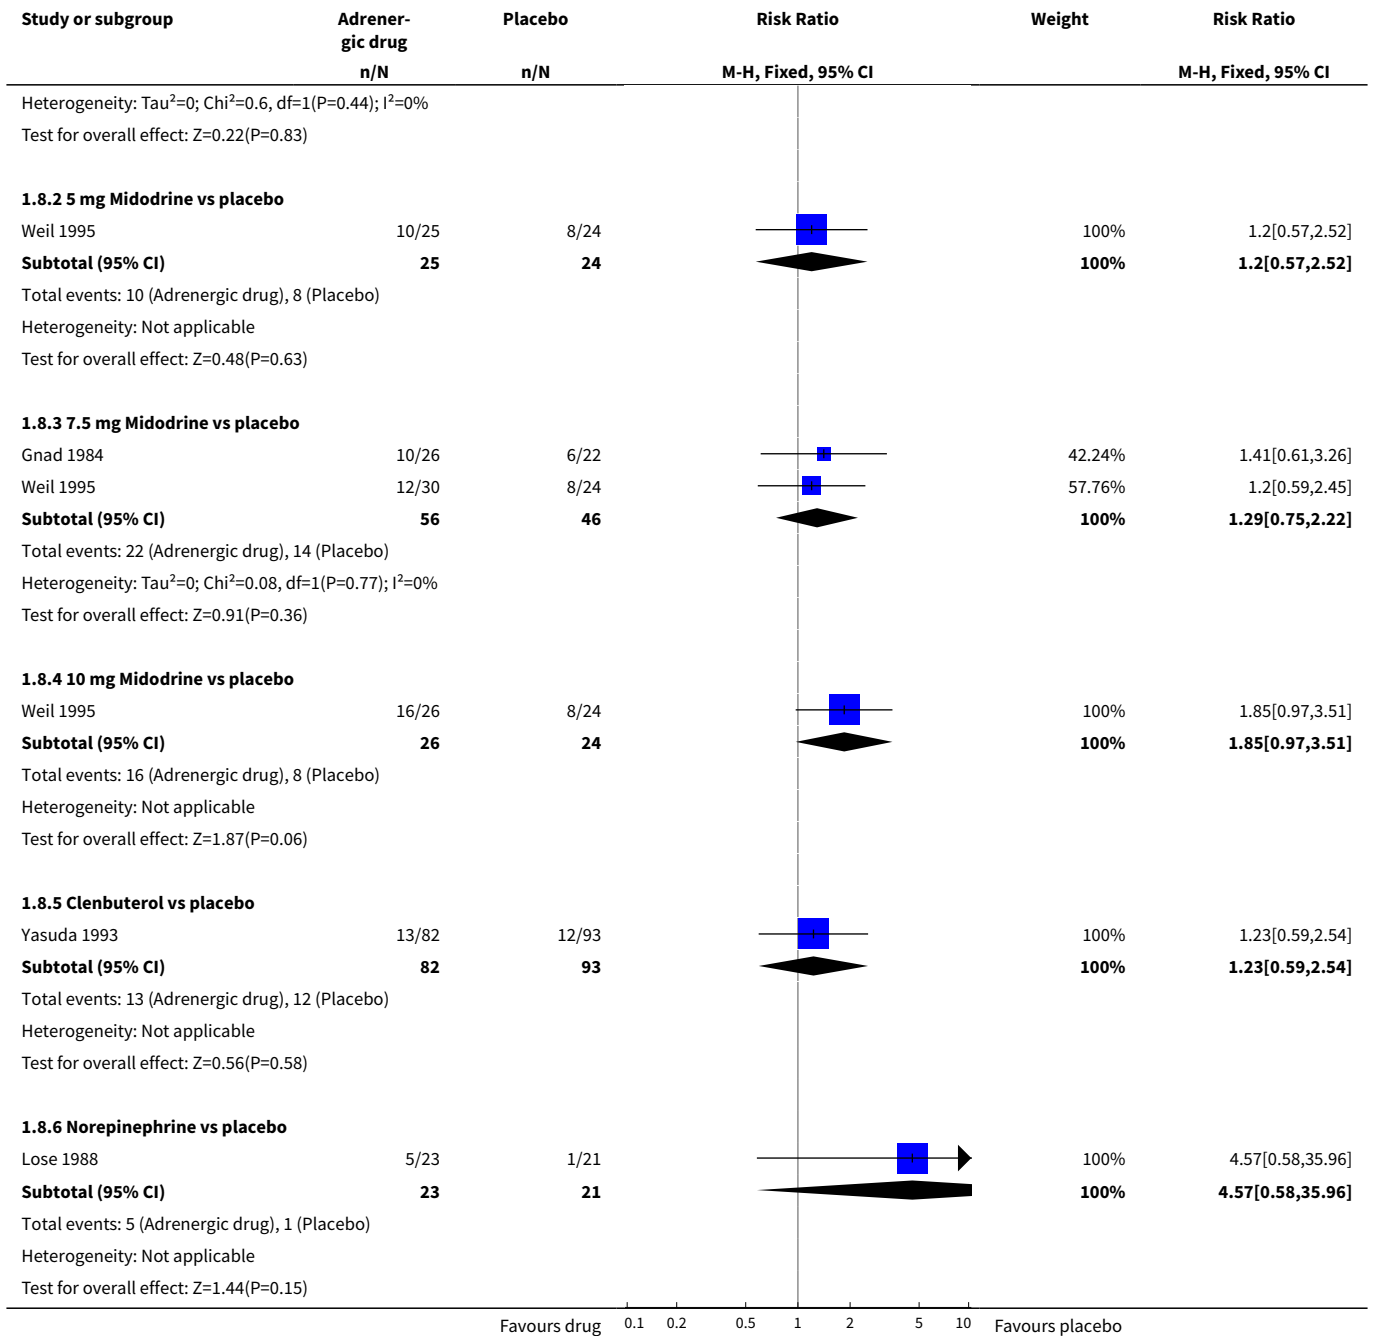 Study or subgroup Adrener- Placebo Risk Ratio Weight Risk Ratio
gic drug
n/N n/N M-H, Fixed, 95% CI M-H, Fixed, 95% CI
Heterogeneity: Tau²=0; Chi²=0.6, df=1(P=0.44); I²=0%
Test for overall effect: Z=0.22(P=0.83)
1.8.2 5 mg Midodrine vs placebo
Weil 1995 10/25 8/24 100% 1.2[0.57,2.52]
Subtotal (95% CI) 25 24 100% 1.2[0.57,2.52]
Total events: 10 (Adrenergic drug), 8 (Placebo)
Heterogeneity: Not applicable
Test for overall effect: Z=0.48(P=0.63)
1.8.3 7.5 mg Midodrine vs placebo
Gnad 1984 10/26 6/22 42.24% 1.41[0.61,3.26]
Weil 1995 12/30 8/24 57.76% 1.2[0.59,2.45]
Subtotal (95% CI) 56 46 100% 1.29[0.75,2.22]
Total events: 22 (Adrenergic drug), 14 (Placebo)
Heterogeneity: Tau²=0; Chi²=0.08, df=1(P=0.77); I²=0%
Test for overall effect: Z=0.91(P=0.36)
1.8.4 10 mg Midodrine vs placebo
Weil 1995 16/26 8/24 100% 1.85[0.97,3.51]
Subtotal (95% CI) 26 24 100% 1.85[0.97,3.51]
Total events: 16 (Adrenergic drug), 8 (Placebo)
Heterogeneity: Not applicable
Test for overall effect: Z=1.87(P=0.06)
1.8.5 Clenbuterol vs placebo
Yasuda 1993 13/82 12/93 100% 1.23[0.59,2.54]
Subtotal (95% CI) 82 93 100% 1.23[0.59,2.54]
Total events: 13 (Adrenergic drug), 12 (Placebo)
Heterogeneity: Not applicable
Test for overall effect: Z=0.56(P=0.58)
1.8.6 Norepinephrine vs placebo
Lose 1988 5/23 1/21 100% 4.57[0.58,35.96]
Subtotal (95% CI) 23 21 100% 4.57[0.58,35.96]
Total events: 5 (Adrenergic drug), 1 (Placebo)
Heterogeneity: Not applicable
Test for overall effect: Z=1.44(P=0.15)
Favours drug 0.1 0.2 0.5 1 2 5 10 Favours placebo